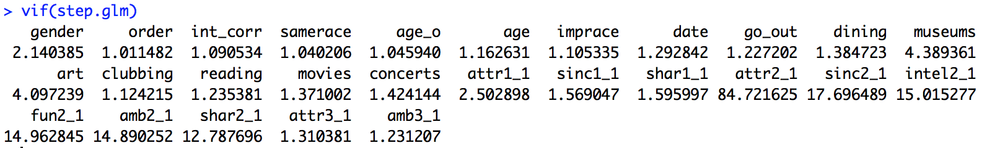 > vif(step.glm)
gender order int_corr samerace age_o age imprace date go_out dining museums
2.140385 1.011482 1.090534 1.040206 1.045940 1.162631 1.105335 1.292842 1.227202 1.384723 4.389361
art clubbing reading movies concerts attr1_1 sinc1_1 shar1_1 attr2_1 sinc2_1 intel2_1
4.097239 1.124215 1.235381 1.371002 1.424144 2.502898 1.569047 1.595997 84.721625 17.696489 15.015277
fun2_1 amb2_1 shar2_1 attr3_1 amb3_1
14.962845 14.890252 12.787696 1.310381 1.231207